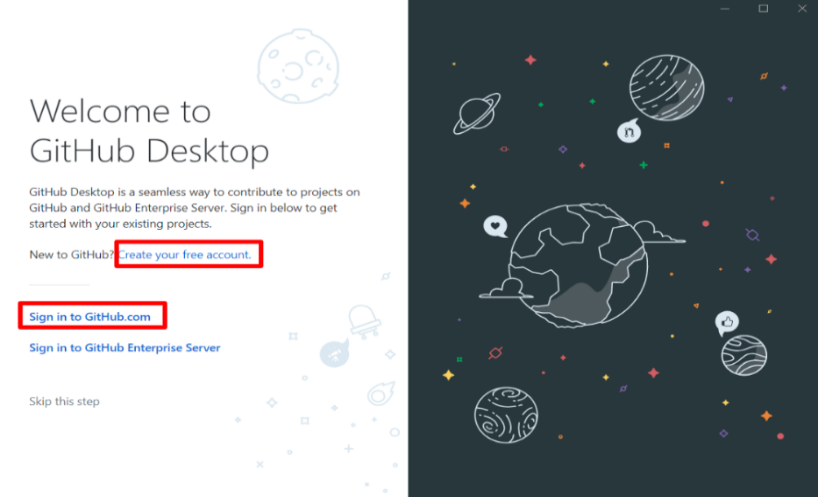 Welcome to
GitHub Desktop
GitHub Desktop is a seamless way to contribute to projects on
GitHub and GitHub Enterprise Server. Sign in below to get
started with your existing projects.
New to GitHub? Create your free account.
Sign in to GitHub.com
Sign in to GitHub Enterprise Server
Skip this step